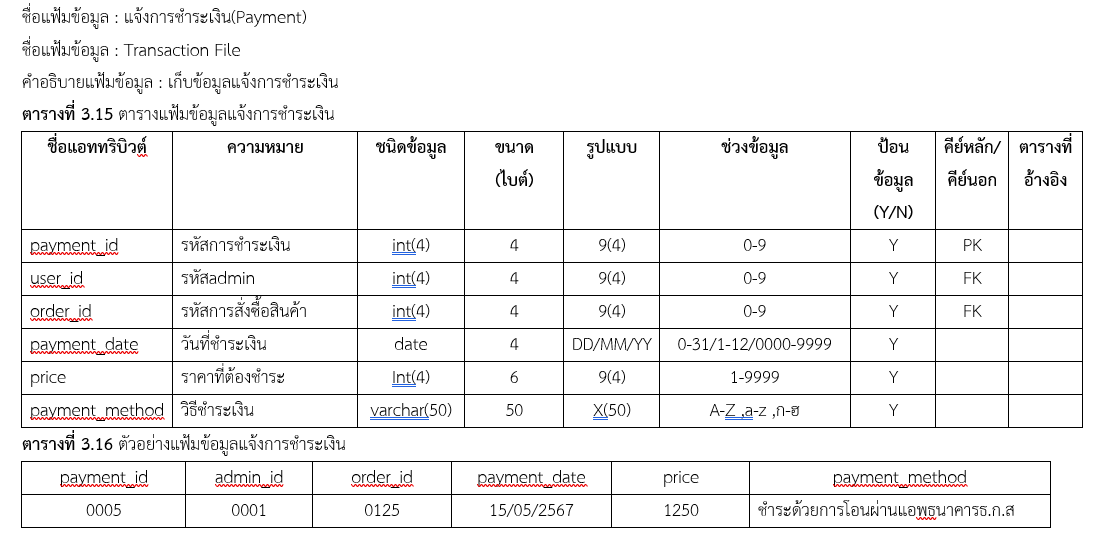 ชื่อแฟ้มข้อมูล : แจ้งการชำระเงิน(Payment)
ชื่อแฟ้มข้อมูล : Transaction File
คำอธิบายแฟ้มข้อมูล : เก็บข้อมูลแจ้งการชำระเงิน
ตารางที่ 3.15 ตารางแฟ้มข้อมูลแจ้งการชำระเงิน
ชื่อแอททริบิวต์ ความหมาย ชนิดข้อมูล ขนาด (ไบต์) รูปแบบ ช่วงข้อมูล ป้อนข้อมูล (Y/N) คีย์หลัก/คีย์นอก ตารางที่อ้างอิง
payment_id รหัสการชำระเงิน int(4) 4 9(4) 0-9 Y PK
user_id รหัสadmin int(4) 4 9(4) 0-9 Y FK
order_id รหัสการสั่งซื้อสินค้า int(4) 4 9(4) 0-9 Y FK
payment_date วันที่ชำระเงิน date 4 DD/MM/YY 0-31/1-12/0000-9999 Y
price ราคาที่ต้องชำระ Int(4) 6 9(4) 1-9999 Y
payment_method วิธีชำระเงิน varchar(50) 50 X(50) A-Z ,a-z ,ก-ฮ Y
ตารางที่ 3.16 ตัวอย่างแฟ้มข้อมูลแจ้งการชำระเงิน
payment_id admin_id order_id payment_date price payment_method
0005 0001 0125 15/05/2567 1250 ชำระด้วยการโอนผ่านแอพธนาคารธ.ก.ส